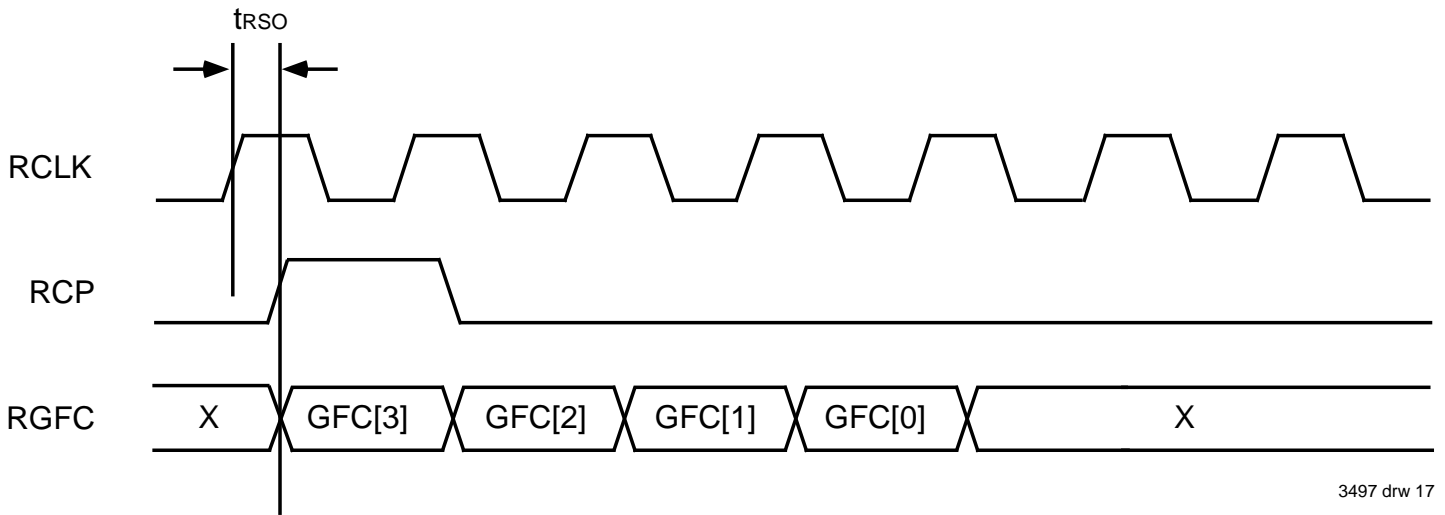 tRSO
RCLK
RCP
RGFC X GFC[3] GFC[2] GFC[1] GFC[0] X
3497 drw 17